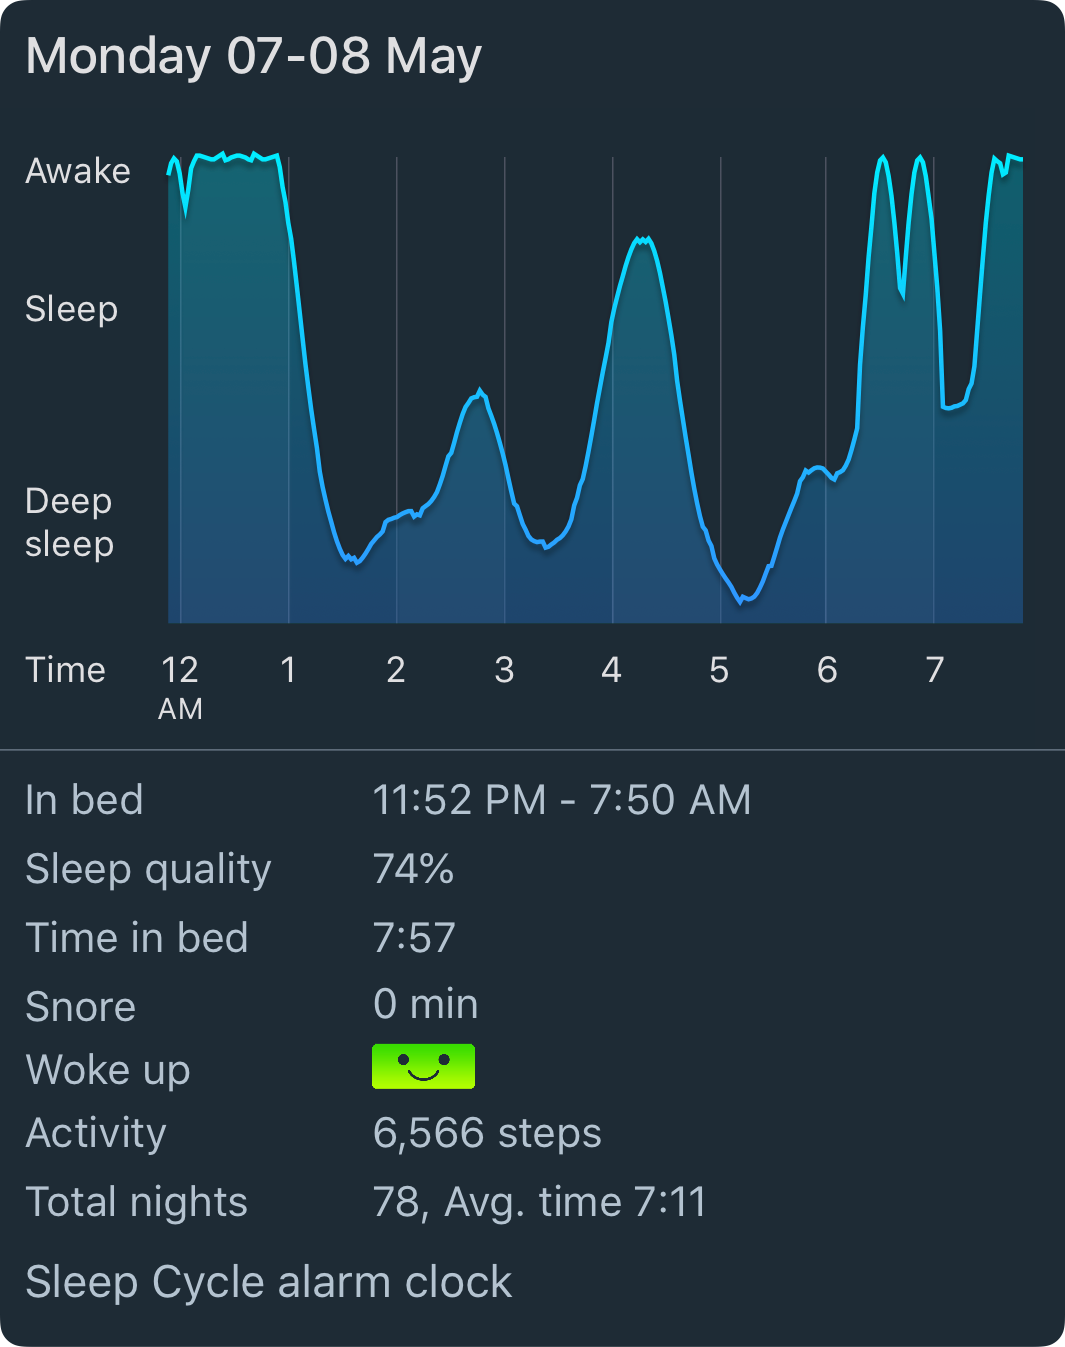 Monday 07-08 May
Awake
Sleep
Deep
sleep
Time 12 1 2 3 4 5 6 7
AM
In bed 11:52 PM - 7:50 AM
Sleep quality 74%
Time in bed 7:57
Snore 0 min
Woke up
Activity 6,566 steps
Total nights 78, Avg. time 7:11
Sleep Cycle alarm clock